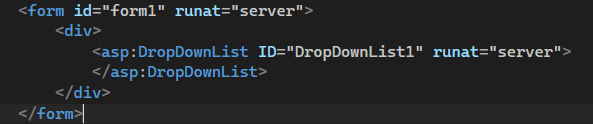 <form id="form1" runat="server">
<div>
<asp:DropDownList ID="DropDownList1" runat="server">
</asp:DropDownList>
</div>
</form>